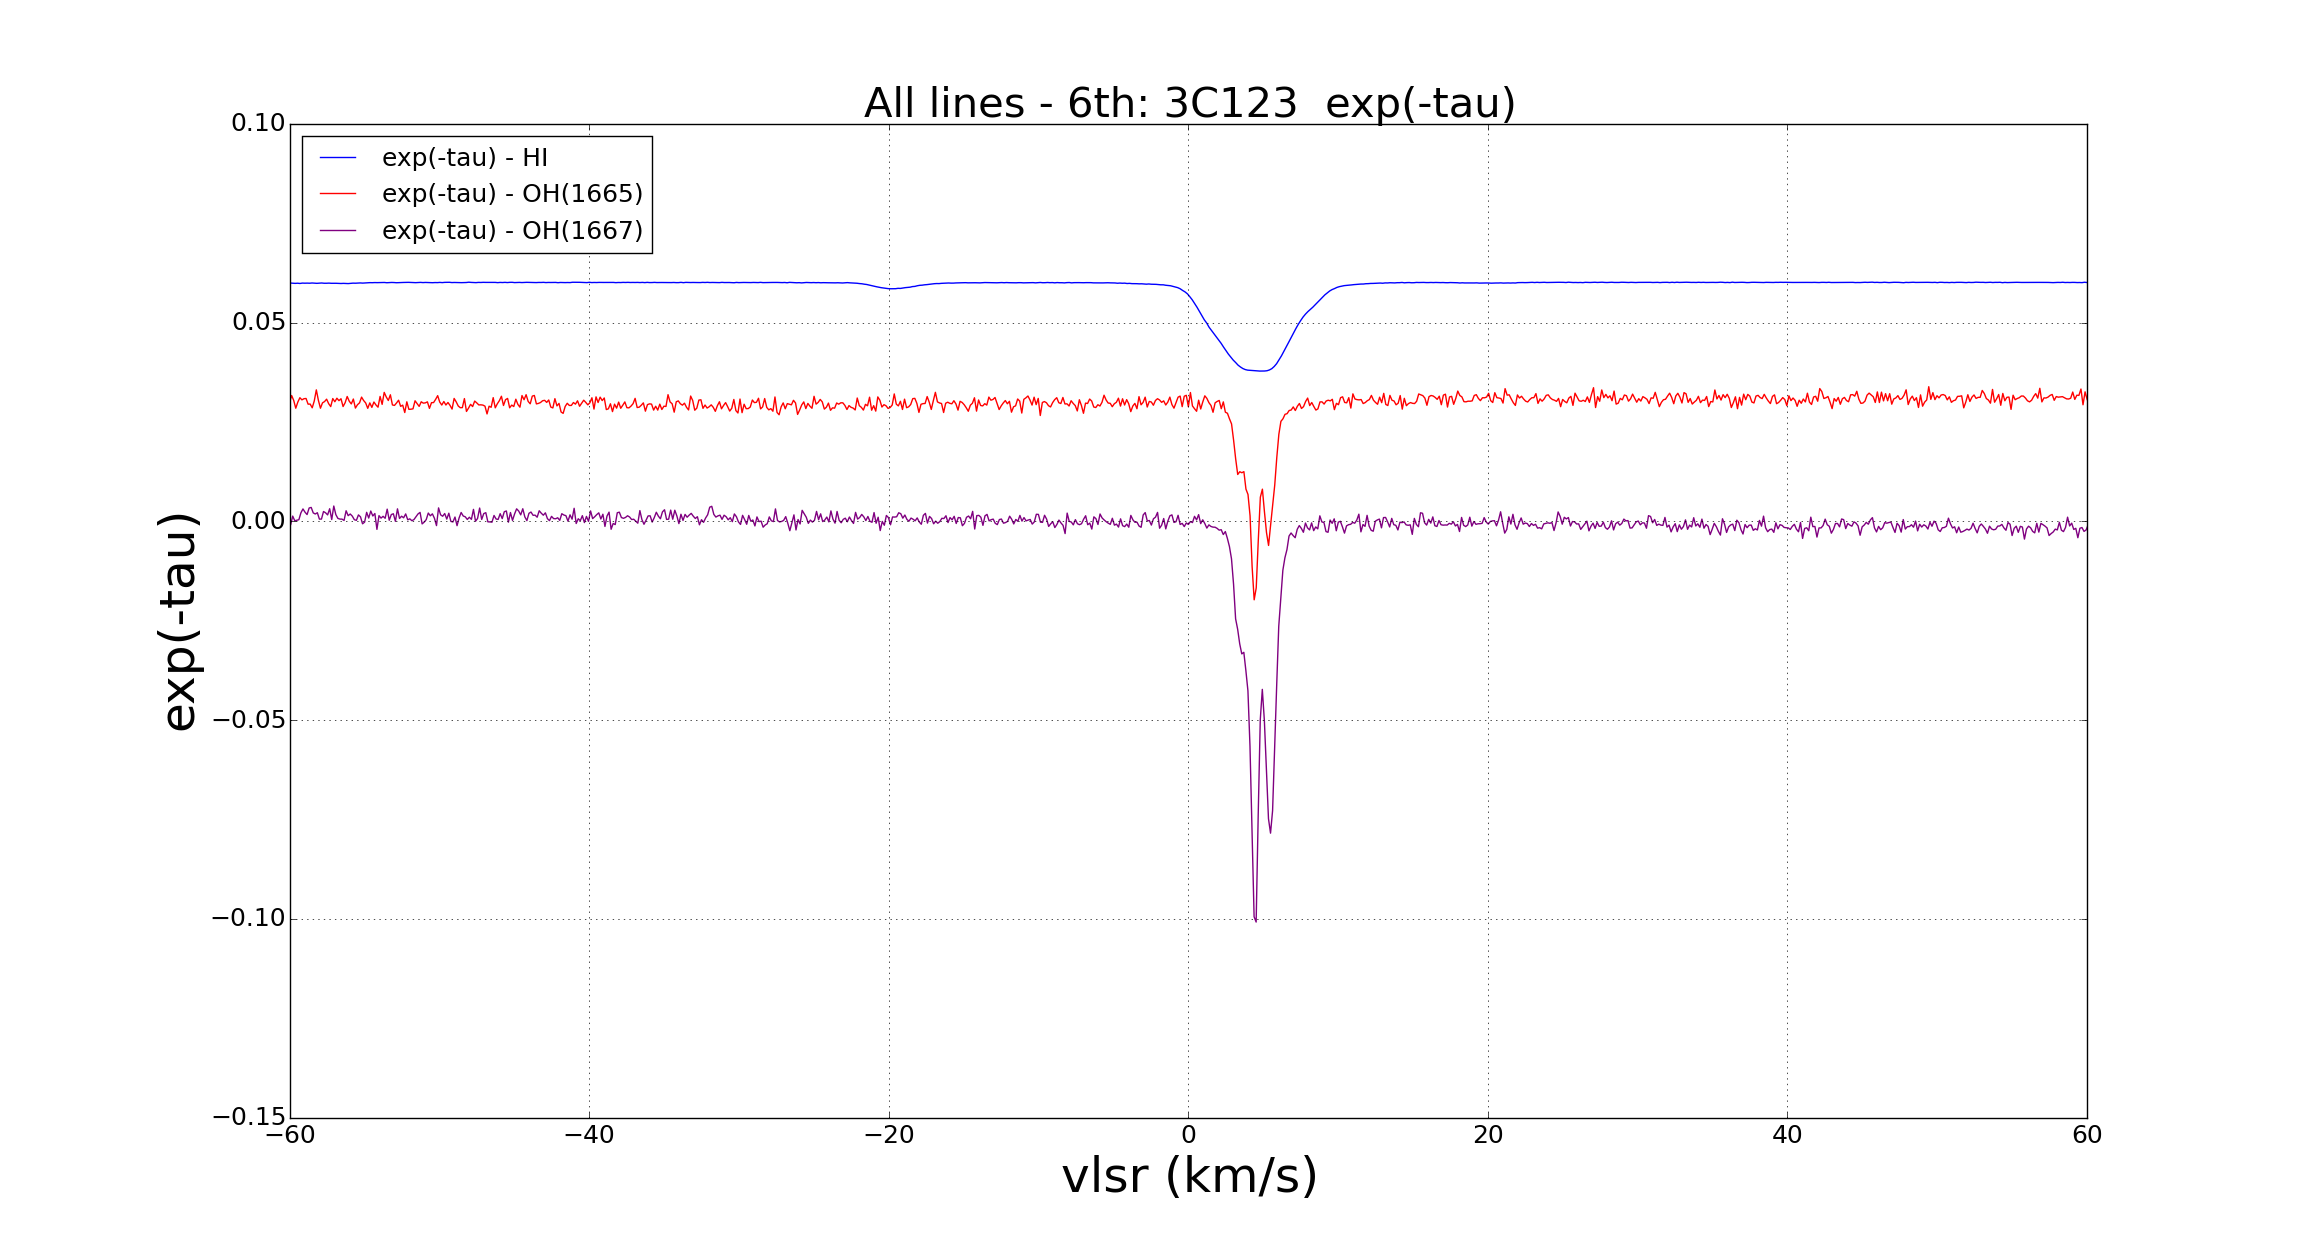 All lines - 6th: 3C123  exp(-tau)
exp(-tau) - HI
exp(-tau) - OH(1665)
exp(-tau) - OH(1667)
0.10
0.05
0.00
−0.05
−0.10
−0.15
exp(-tau)
−60
−40
−20
0
20
40
60
vlsr (km/s)